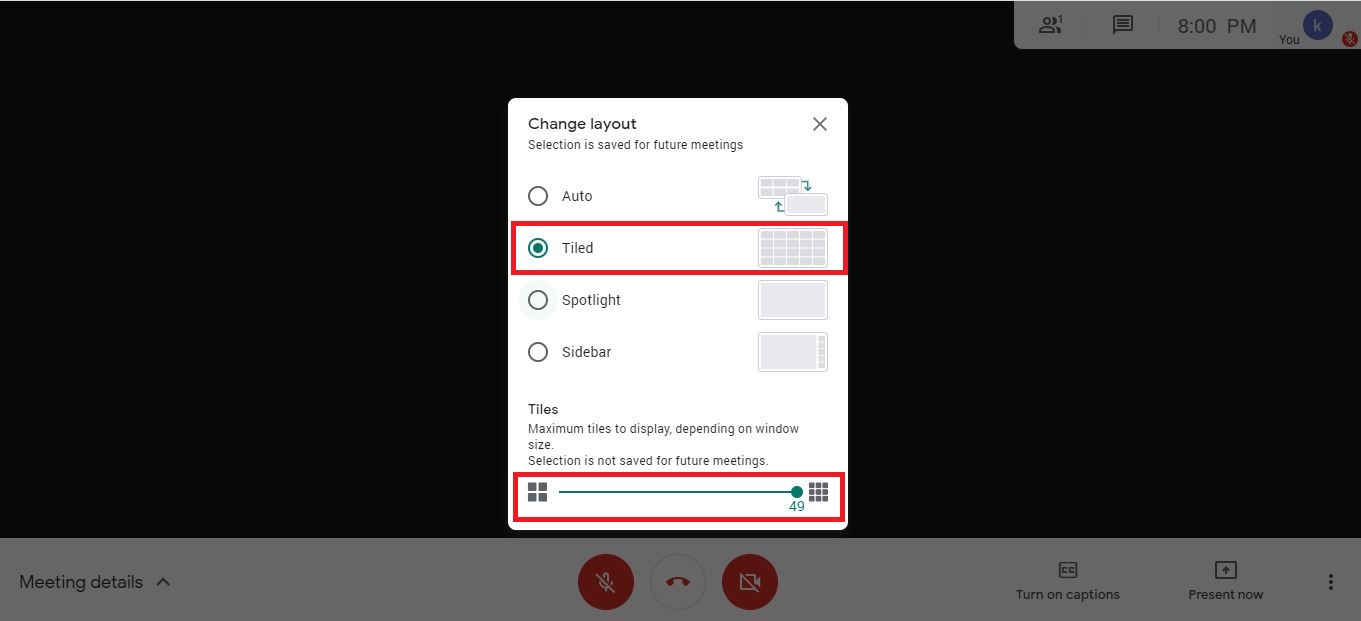 1
8:00 PM
You
k
Change layout
Selection is saved for future meetings
Auto
Tiled
Spotlight
Sidebar
Tiles
Maximum tiles to display, depending on window
size.
Selection is not saved for future meetings.
49
Meeting details
CC
Turn on captions
Present now